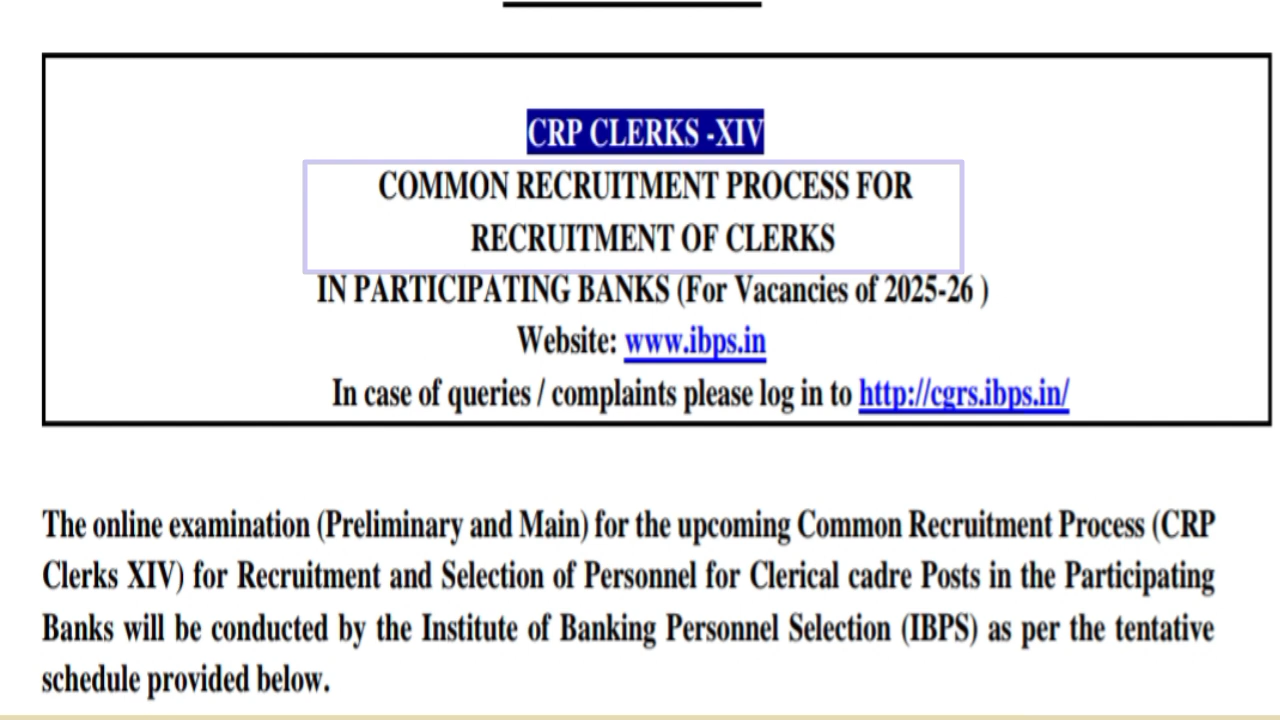 CRP CLERKS -XIV
COMMON RECRUITMENT PROCESS FOR
RECRUITMENT OF CLERKS
IN PARTICIPATING BANKS (For Vacancies of 2025-26 )
Website: www.ibps.in
In case of queries / complaints please log in to http://cgrs.ibps.in/
The online examination (Preliminary and Main) for the upcoming Common Recruitment Process (CRP
Clerks XIV) for Recruitment and Selection of Personnel for Clerical cadre Posts in the Participating
Banks will be conducted by the Institute of Banking Personnel Selection (IBPS) as per the tentative
schedule provided below.